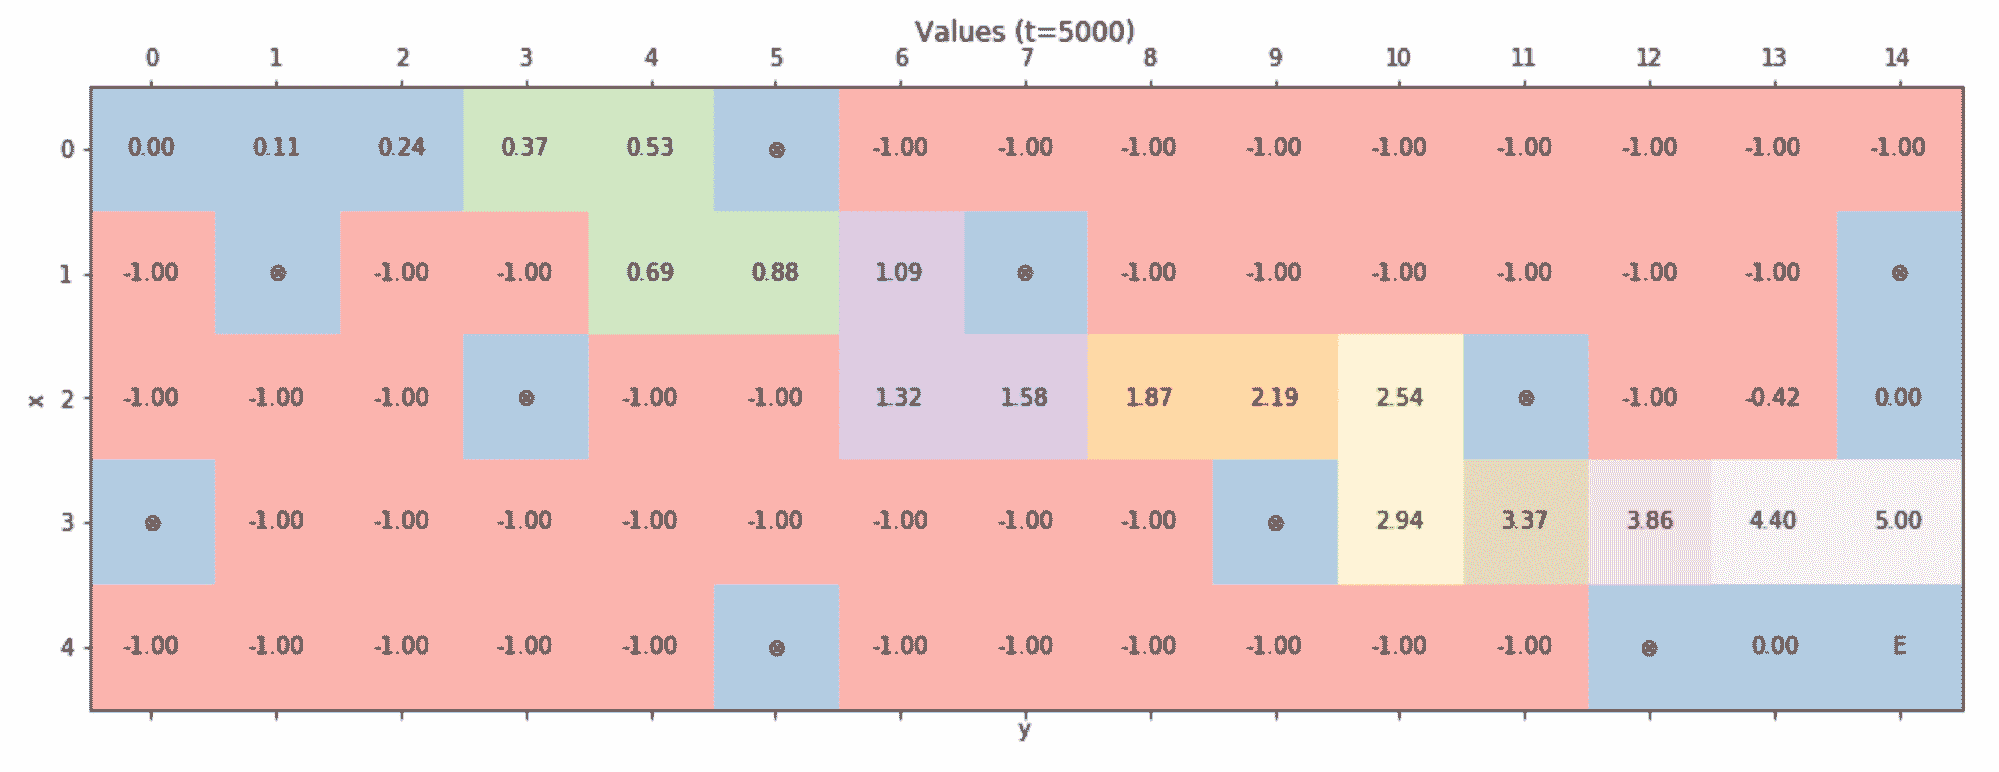 Values (t=5000)
0 1 2 3 4 5 6 7 8 9 10 11 12 13 14
0 0.00 0.11 0.24 0.37 0.53 ⊗ -1.00 -1.00 -1.00 -1.00 -1.00 -1.00 -1.00 -1.00 -1.00
1 -1.00 ⊗ -1.00 -1.00 0.69 0.88 1.09 ⊗ -1.00 -1.00 -1.00 -1.00 -1.00 -1.00 ⊗
x 2 -1.00 -1.00 -1.00 ⊗ -1.00 -1.00 1.32 1.58 1.87 2.19 2.54 ⊗ -1.00 -0.42 0.00
3 ⊗ -1.00 -1.00 -1.00 -1.00 -1.00 -1.00 -1.00 -1.00 ⊗ 2.94 3.37 3.86 4.40 5.00
4 -1.00 -1.00 -1.00 -1.00 -1.00 ⊗ -1.00 -1.00 -1.00 -1.00 -1.00 -1.00 ⊗ 0.00 E
y